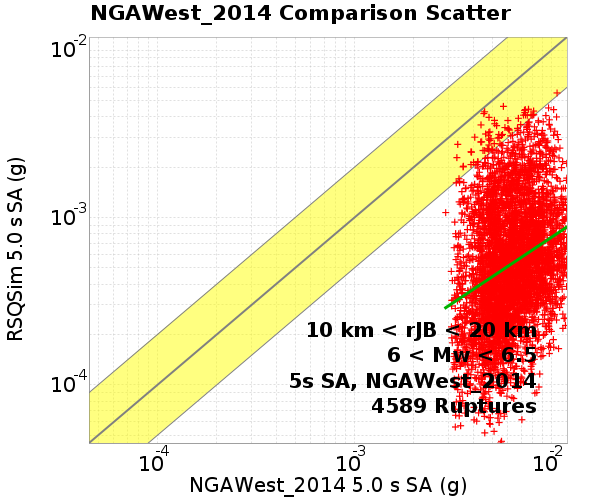 NGAWest_2014 Comparison Scatter
RSQSim 5.0 s SA (g)
10^-2
10^-3
10^-4
10 km < rJB < 20 km
6 < Mw < 6.5
5s SA, NGAWest_2014
4589 Ruptures
10^-4 10^-3 10^-2
NGAWest_2014 5.0 s SA (g)